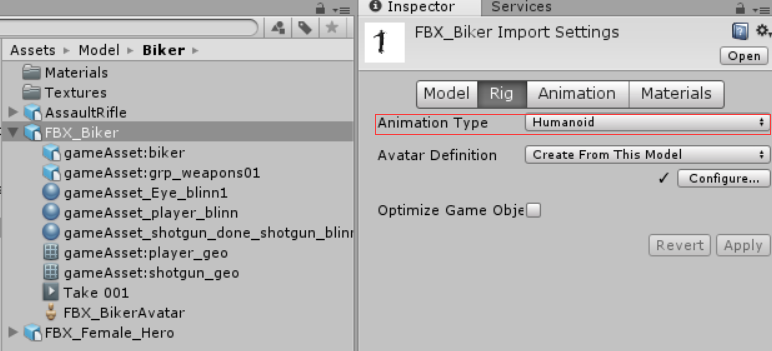 Assets ▸ Model ▸ Biker ▸
Materials
Textures
AssaultRifle
FBX_Biker
gameAsset:biker
gameAsset:grp_weapons01
gameAsset_Eye_blinn1
gameAsset_player_blinn
gameAsset_shotgun_done_shotgun_blinn
gameAsset:player_geo
gameAsset:shotgun_geo
Take 001
FBX_BikerAvatar
FBX_Female_Hero
Inspector Services
FBX_Biker Import Settings
Open
Model Rig Animation Materials
Animation Type Humanoid
Avatar Definition Create From This Model
✓ Configure...
Optimize Game Obje
Revert Apply